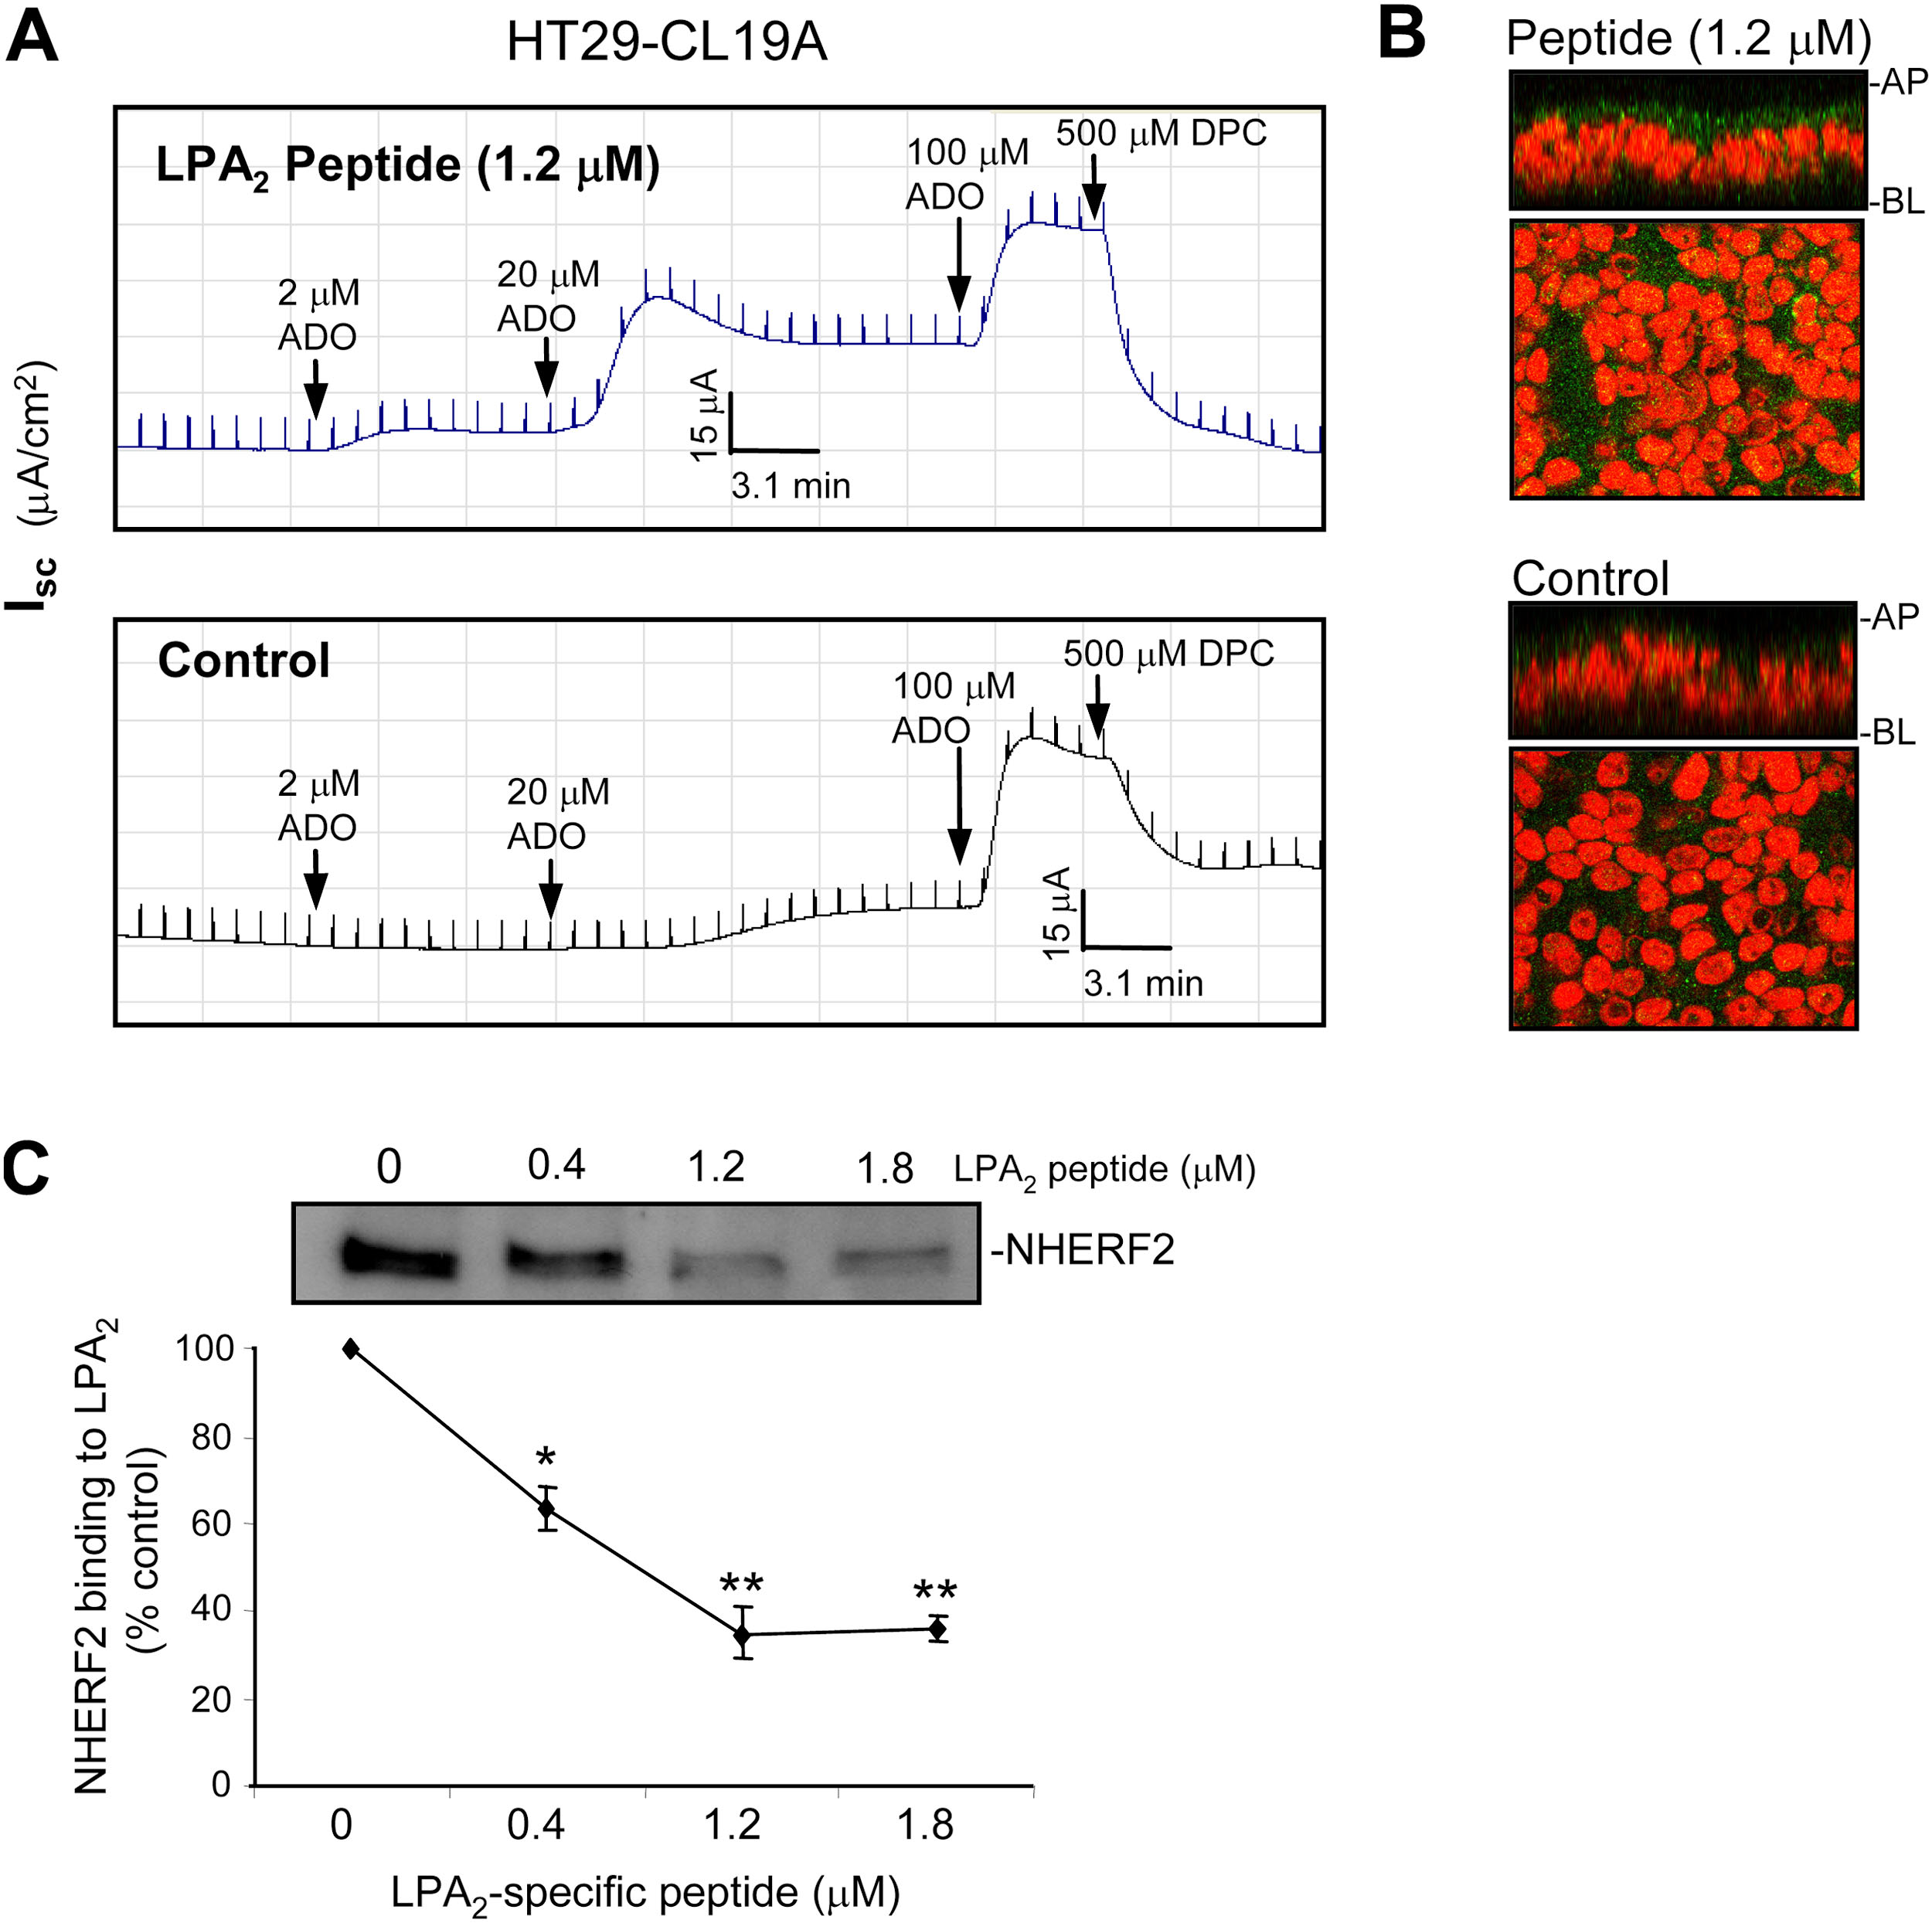 A
HT29-CL19A
LPA2 Peptide (1.2 μM)
2 μM
ADO
20 μM
ADO
100 μM
ADO
500 μM DPC
15 μA
3.1 min
Isc (μA/cm²)
Control
2 μM
ADO
20 μM
ADO
100 μM
ADO
500 μM DPC
15 μA
3.1 min
B
Peptide (1.2 μM)
-AP
-BL
Control
-AP
-BL
C
0 0.4 1.2 1.8 LPA2 peptide (μM)
-NHERF2
NHERF2 binding to LPA2
(% control)
100
80
60
40
20
0
*
**
**
0 0.4 1.2 1.8
LPA2-specific peptide (μM)